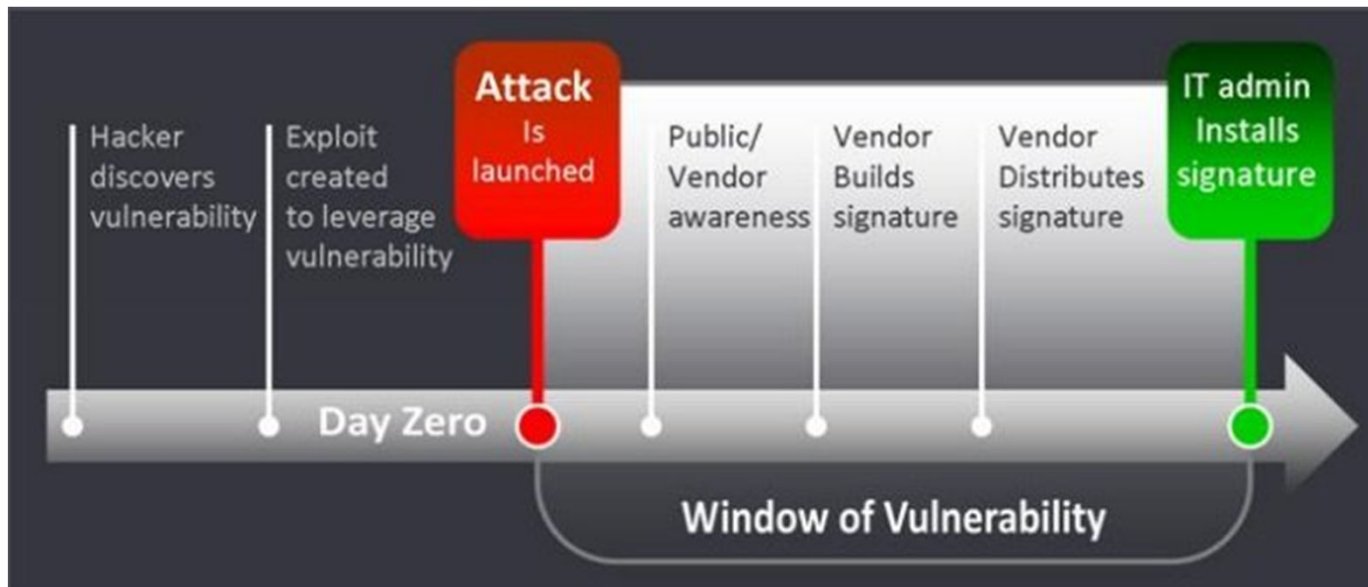 Hacker
discovers
vulnerability
Exploit
created
to leverage
vulnerability
Attack
Is
launched
Public/
Vendor
awareness
Vendor
Builds
signature
Vendor
Distributes
signature
IT admin
Installs
signature
Day Zero
Window of Vulnerability